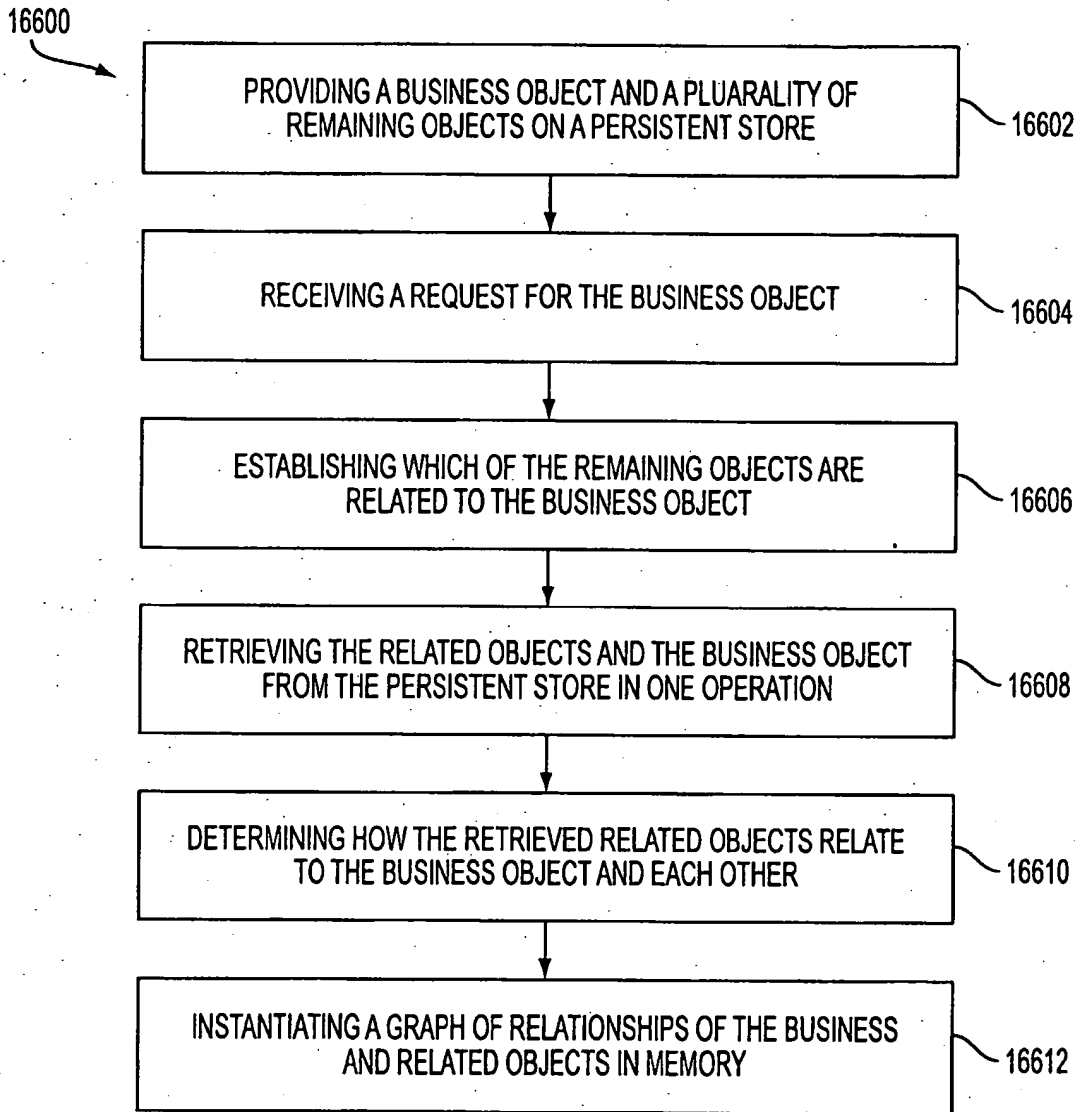 16600
PROVIDING A BUSINESS OBJECT AND A PLUARALITY OF
REMAINING OBJECTS ON A PERSISTENT STORE
16602
RECEIVING A REQUEST FOR THE BUSINESS OBJECT
16604
ESTABLISHING WHICH OF THE REMAINING OBJECTS ARE
RELATED TO THE BUSINESS OBJECT
16606
RETRIEVING THE RELATED OBJECTS AND THE BUSINESS OBJECT
FROM THE PERSISTENT STORE IN ONE OPERATION
16608
DETERMINING HOW THE RETRIEVED RELATED OBJECTS RELATE
TO THE BUSINESS OBJECT AND EACH OTHER
16610
INSTANTIATING A GRAPH OF RELATIONSHIPS OF THE BUSINESS
AND RELATED OBJECTS IN MEMORY
16612